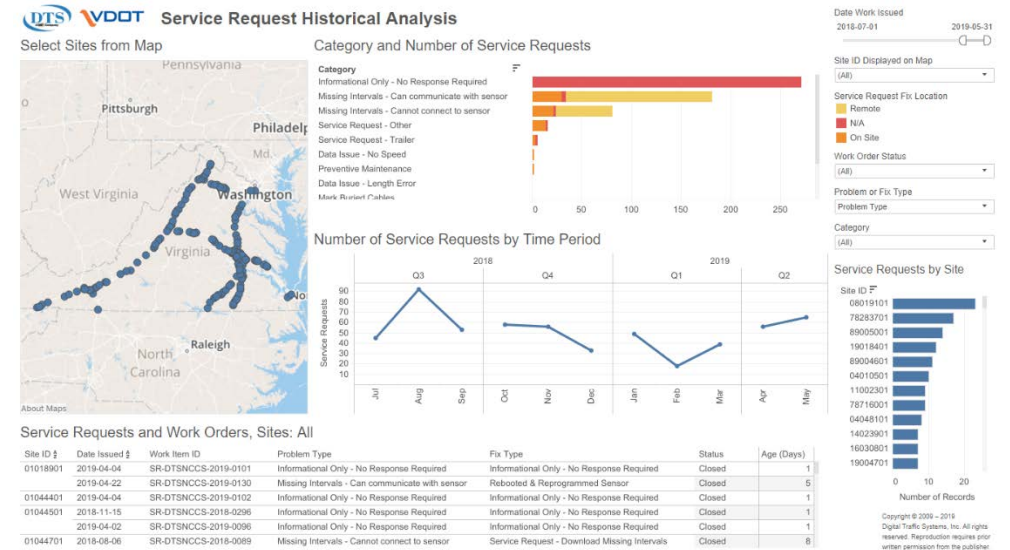 DTS VDOT Service Request Historical Analysis
Select Sites from Map
Pennsylvania
Pittsburgh
Philadelp
Md.
West Virginia
Washington
Virginia
No
Raleigh
North
Carolina
About Maps
Category and Number of Service Requests
Category
Informational Only - No Response Required
Missing Intervals - Can communicate with sensor
Missing Intervals - Cannot connect to sensor
Service Request - Other
Service Request - Trailer
Data Issue - No Speed
Preventive Maintenance
Data Issue - Length Error
Mark Buried Cables
0 50 100 150 200 250
Number of Service Requests by Time Period
2018 2019
Q3 Q4 Q1 Q2
Service Requests
90
80
70
60
50
40
30
20
10
Jul Aug Sep Oct Nov Dec Jan Feb Mar Apr May
Date Work Issued
2018-07-01 2019-05-31
Site ID Displayed on Map
(All)
Service Request Fix Location
Remote
N/A
On Site
Work Order Status
(All)
Problem or Fix Type
Problem Type
Category
(All)
Service Requests by Site
Site ID
08019101
78283701
89005001
19018401
89004601
04010501
11002301
78716001
04048101
14023901
16030801
19004701
0 10 20
Number of Records
Copyright © 2009 – 2019
Digital Traffic Systems, Inc. All rights
reserved. Reproduction requires prior
written permission from the publisher.
Service Requests and Work Orders, Sites: All
Site ID Date Issued Work Item ID Problem Type Fix Type Status Age (Days)
01018901 2019-04-04 SR-DTSNCCS-2019-0101 Informational Only - No Response Required Informational Only - No Response Required Closed 1
2019-04-22 SR-DTSNCCS-2019-0130 Missing Intervals - Can communicate with sensor Rebooted & Reprogrammed Sensor Closed 5
01044401 2019-04-04 SR-DTSNCCS-2019-0102 Informational Only - No Response Required Informational Only - No Response Required Closed 1
01044501 2018-11-15 SR-DTSNCCS-2018-0296 Informational Only - No Response Required Informational Only - No Response Required Closed 1
2019-04-02 SR-DTSNCCS-2019-0096 Informational Only - No Response Required Informational Only - No Response Required Closed 1
01044701 2018-08-06 SR-DTSNCCS-2018-0089 Missing Intervals - Cannot connect to sensor Service Request - Download Missing Intervals Closed 8